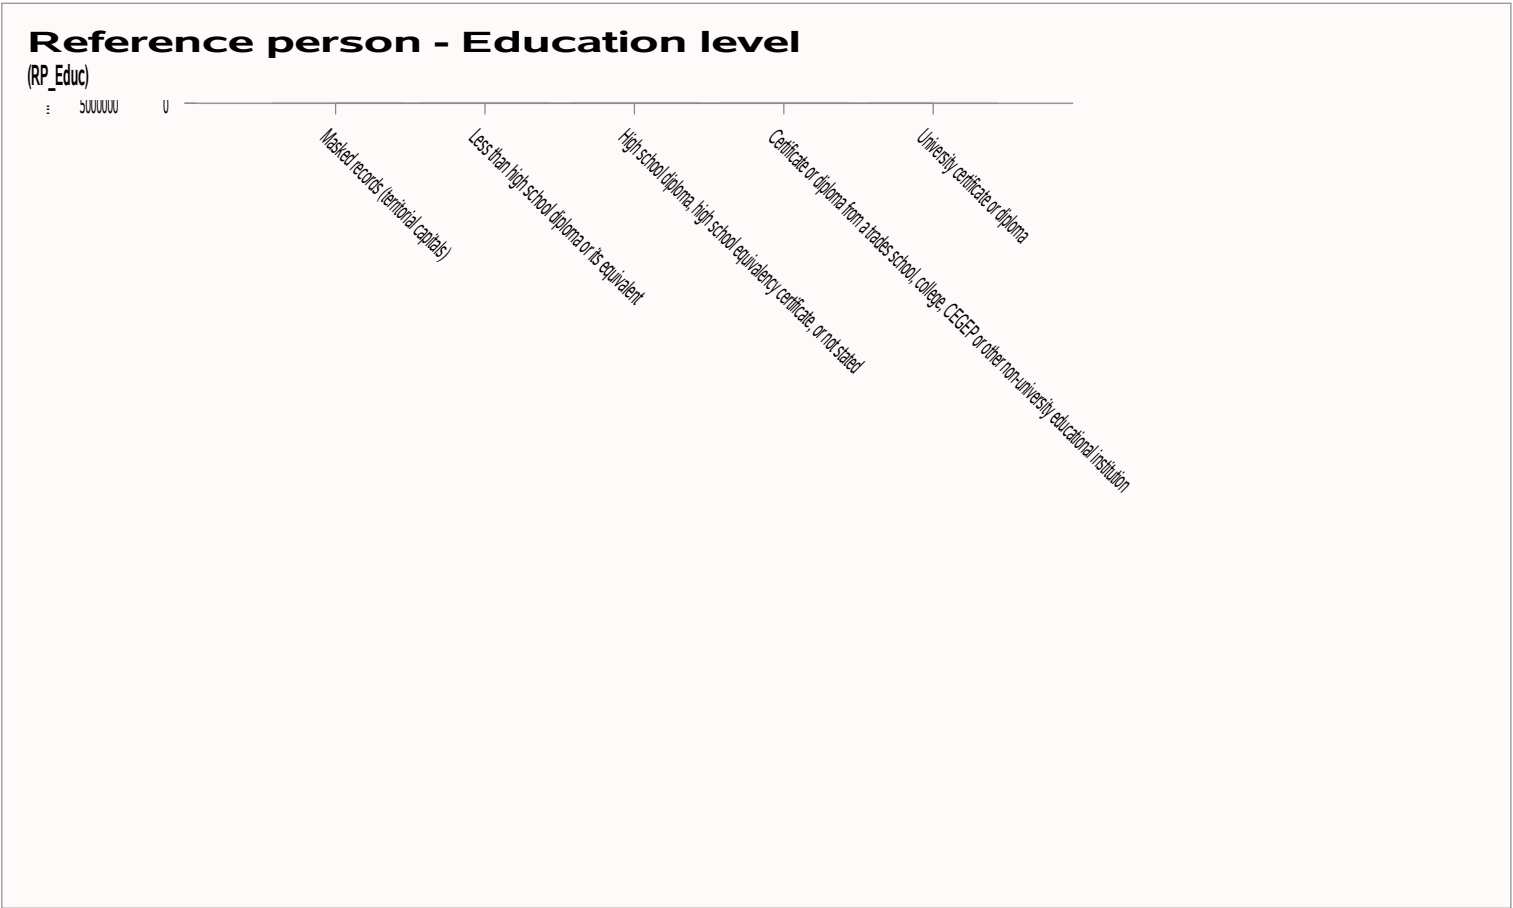 Reference person - Education level
(RP_Educ)
5000000
0
Masked records (territorial capitals)
Less than high school diploma or its equivalent
High school diploma, high school equivalency certificate, or not stated
Certificate or diploma from a trades school, college, CEGEP or other non-university educational institution
University certificate or diploma